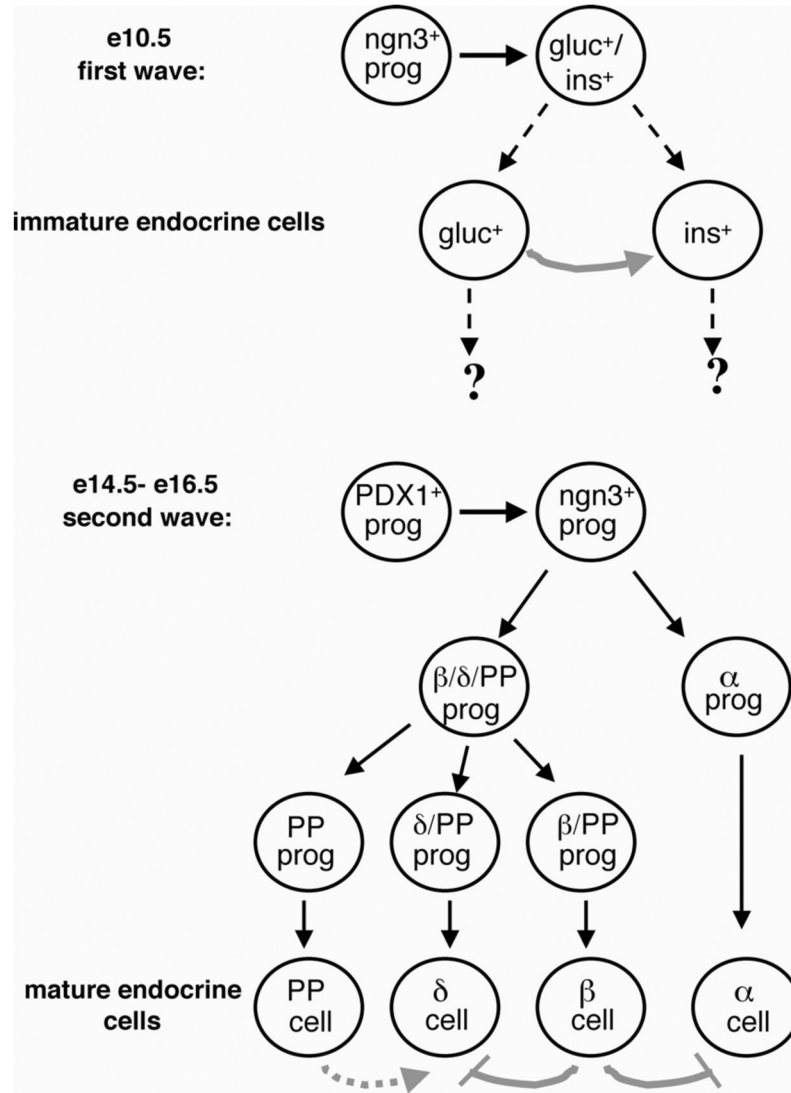 e10.5
first wave:
ngn3⁺
prog
gluc⁺/
ins⁺
immature endocrine cells
gluc⁺
ins⁺
?
?
e14.5- e16.5
second wave:
PDX1⁺
prog
ngn3⁺
prog
β/δ/PP
prog
α
prog
PP
prog
δ/PP
prog
β/PP
prog
mature endocrine
cells
PP
cell
δ
cell
β
cell
α
cell